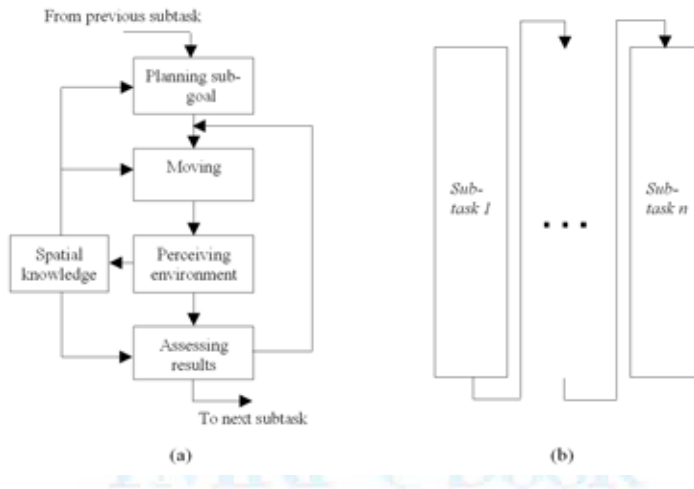 From previous subtask
Planning sub-
goal
Moving
Spatial
knowledge
Perceiving
environment
Assessing
results
To next subtask
(a)
Sub-
task 1
...
Sub-
task n
(b)